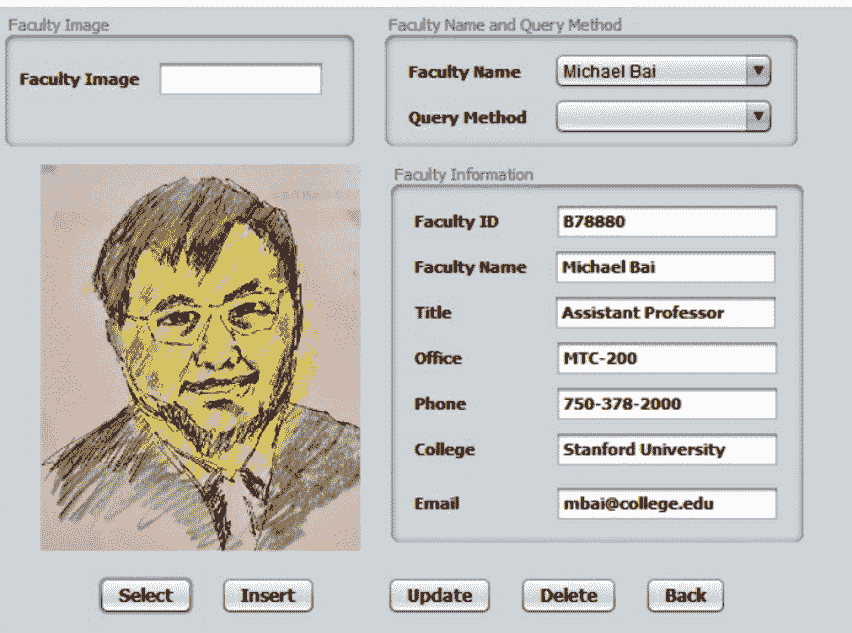 Faculty Image
Faculty Image
Faculty Name and Query Method
Faculty Name Michael Bai
Query Method
Faculty Information
Faculty ID B78880
Faculty Name Michael Bai
Title Assistant Professor
Office MTC-200
Phone 750-378-2000
College Stanford University
Email mbai@college.edu
Select Insert Update Delete Back